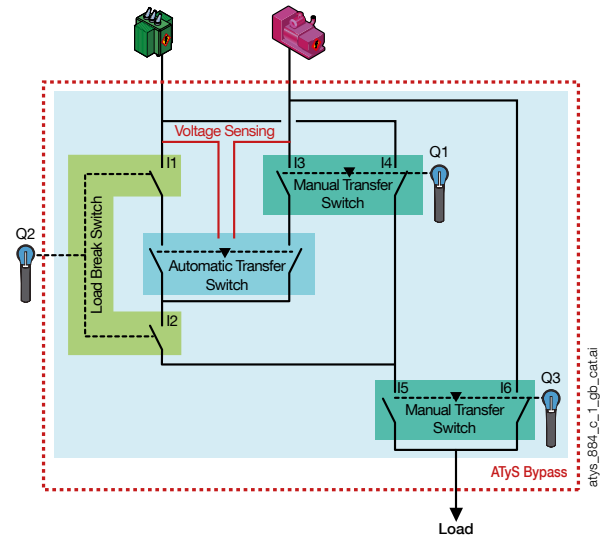 Voltage Sensing
I1
I3
I4
Q1
Manual Transfer
Switch
Q2
Load Break Switch
Automatic Transfer
Switch
I2
I5
I6
Q3
Manual Transfer
Switch
ATyS Bypass
atys_884_c_1_gb_cat.ai
Load